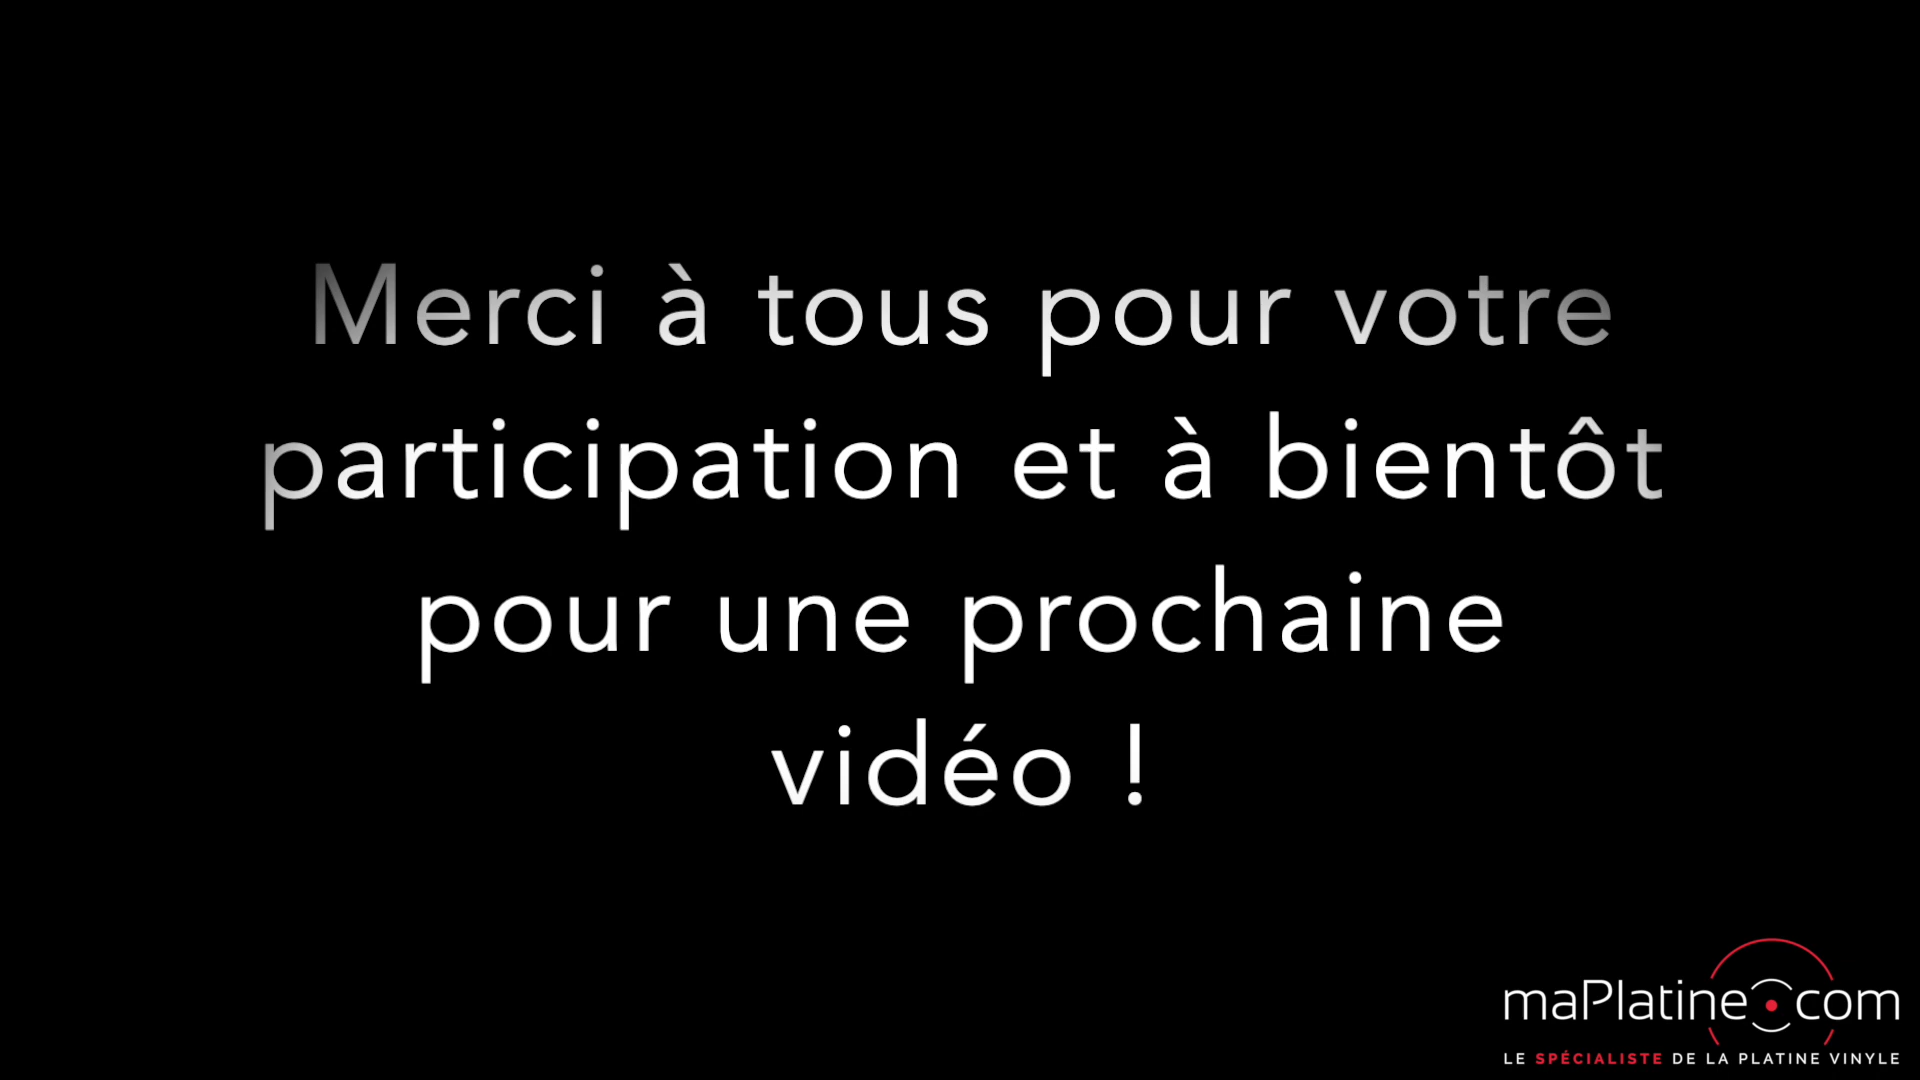 Merci à tous pour votre
participation et à bientôt
pour une prochaine
vidéo !
maPlatine.com
LE SPÉCIALISTE DE LA PLATINE VINYLE